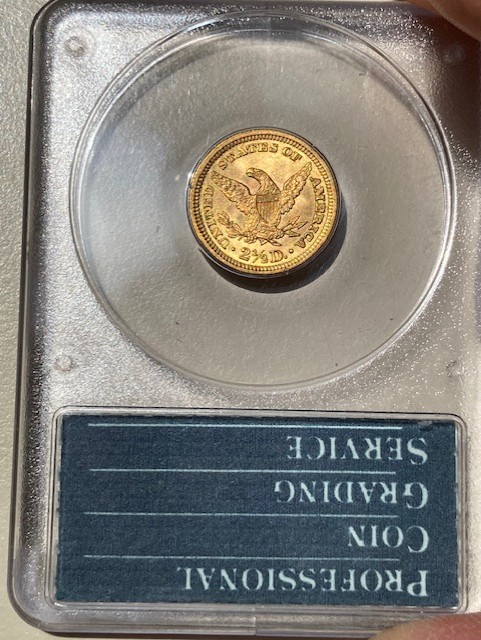 UNITED STATES OF AMERICA
2½ D.
PROFESSIONAL
COIN
GRADING
SERVICE